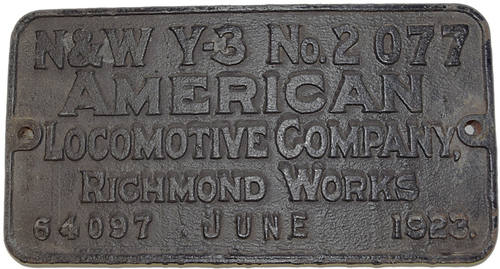 N&W Y-3 No. 2077
AMERICAN
LOCOMOTIVE COMPANY,
RICHMOND WORKS
64097 JUNE 1923.